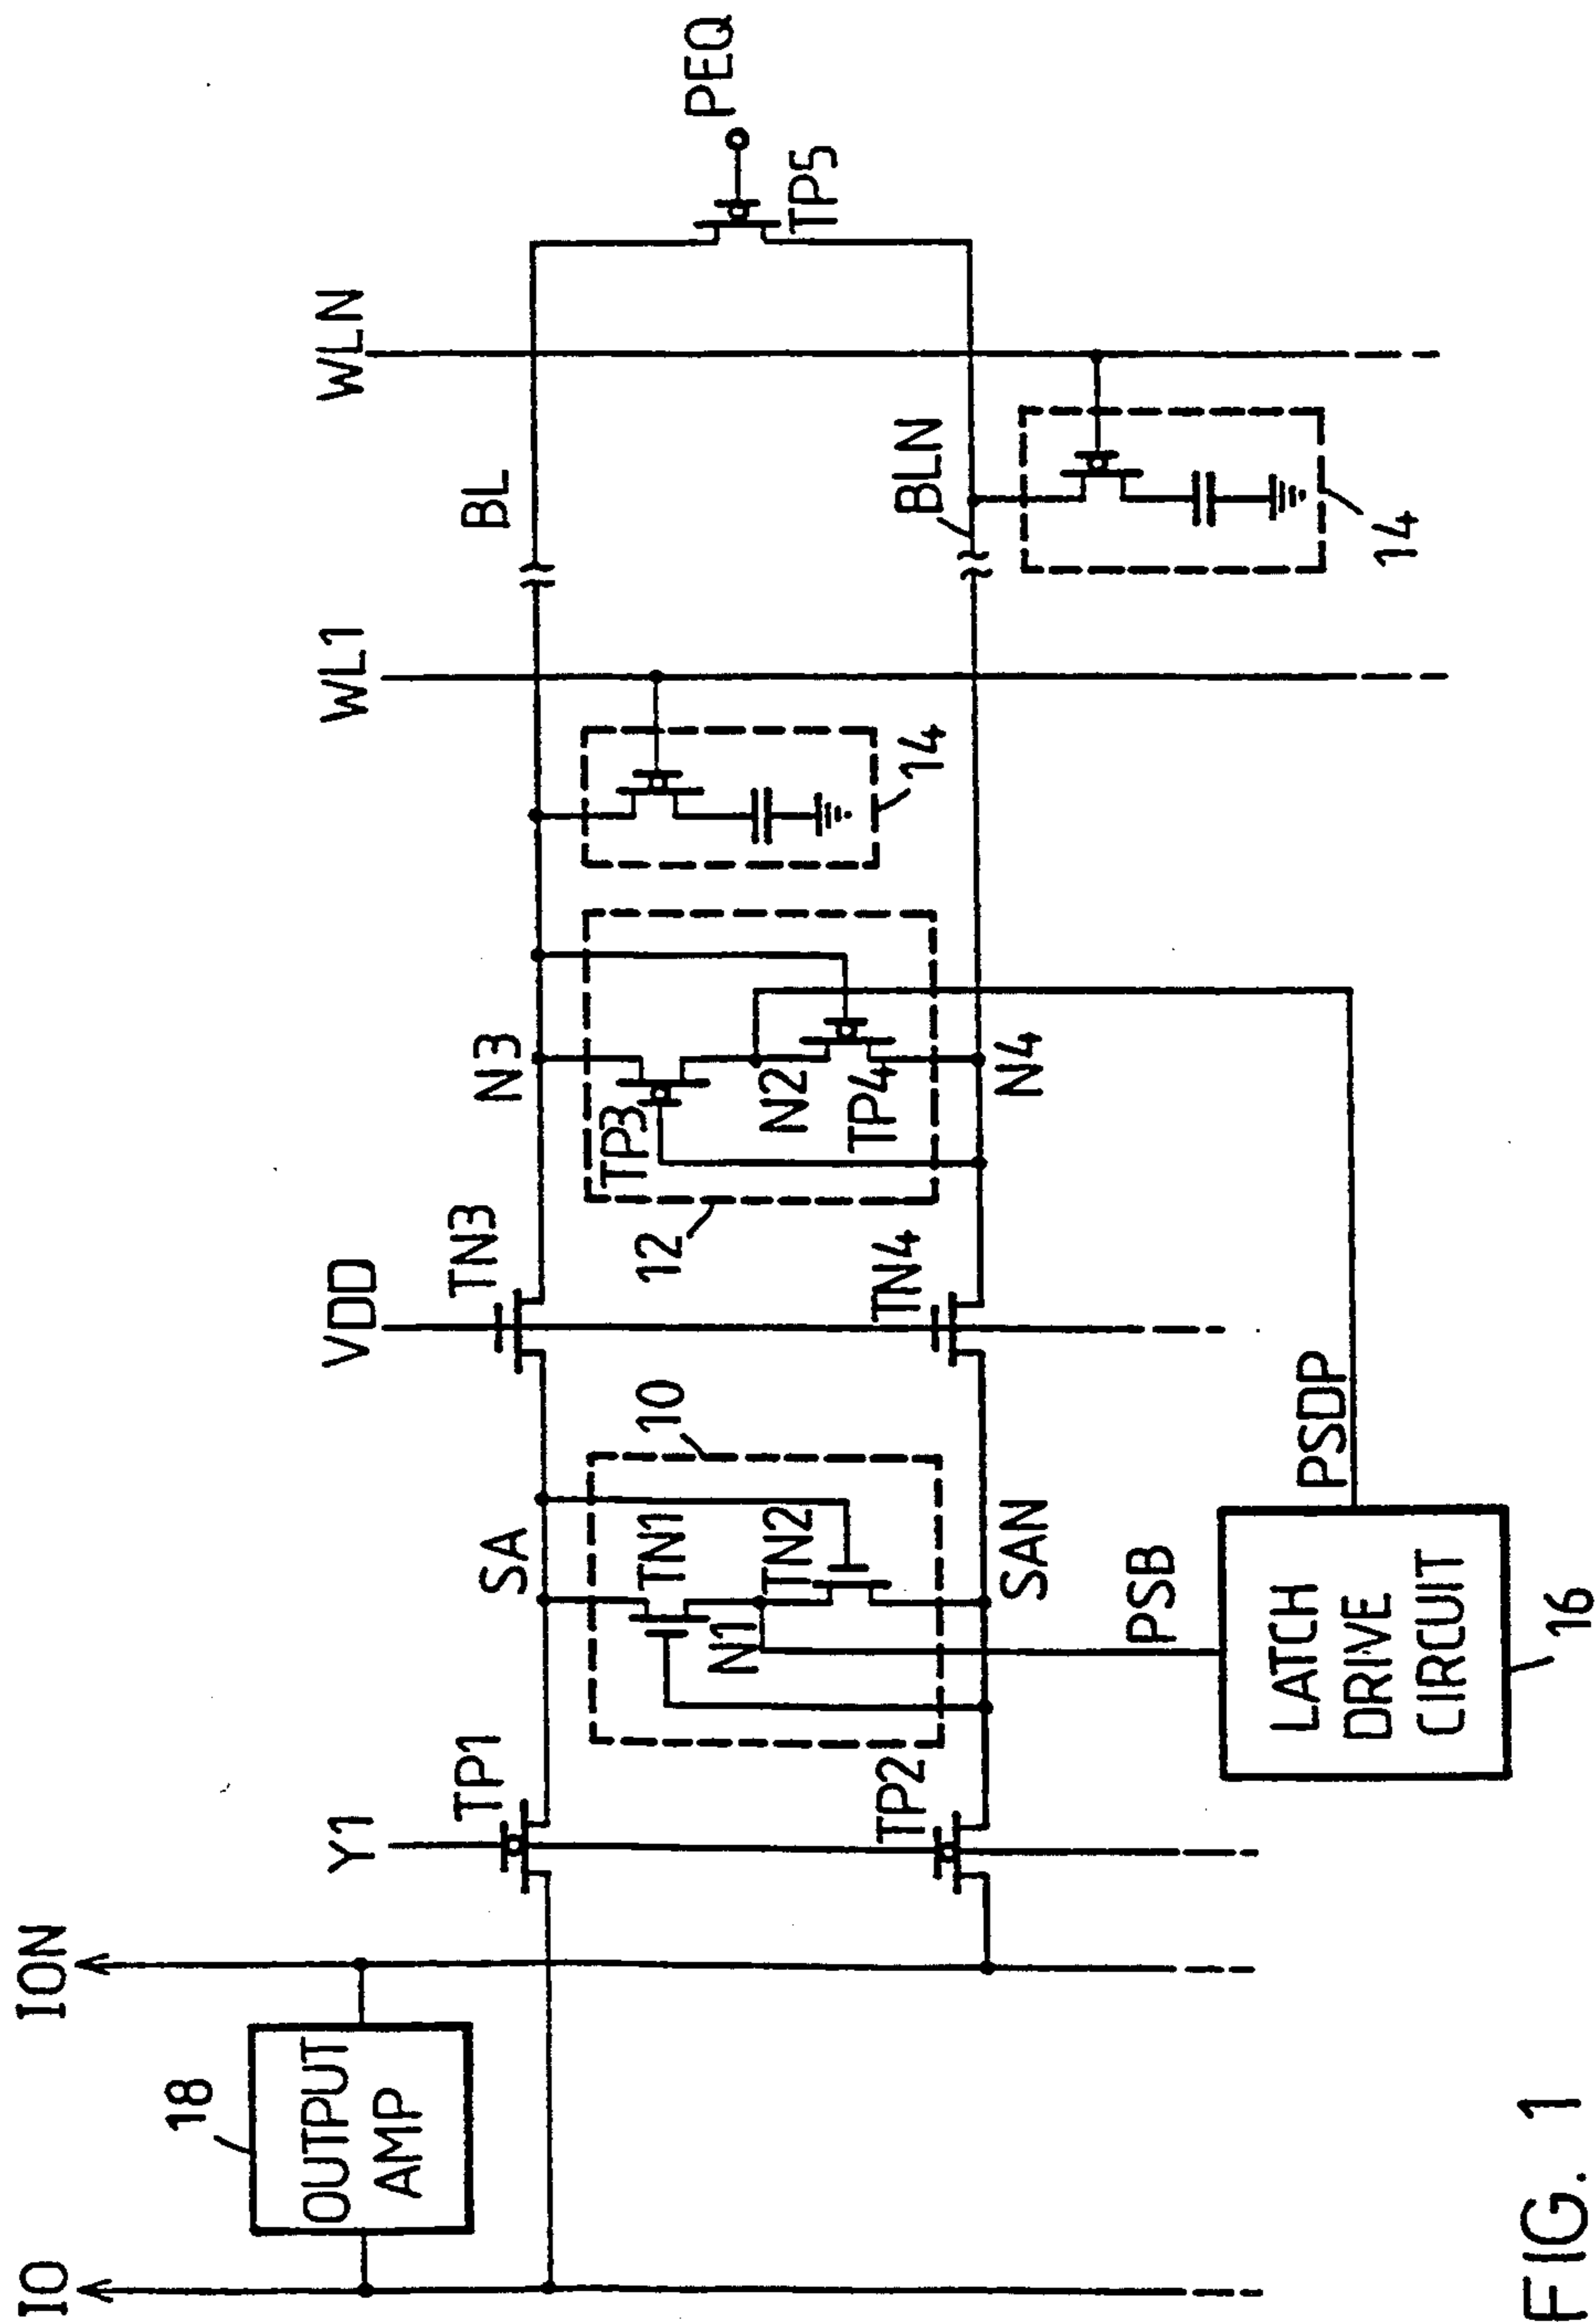 IO
ION
18
OUTPUT
AMP
Y1
VDD
WL1
WLN
TP1
SA
TN3
N3
BL
PEQ
10
TN1
N1
TN2
12
TP3
N2
TP4
14
TP5
TP2
SAN
TN4
N4
BLN
PSB
PSDP
14
LATCH
DRIVE
CIRCUIT
16
FIG. 1